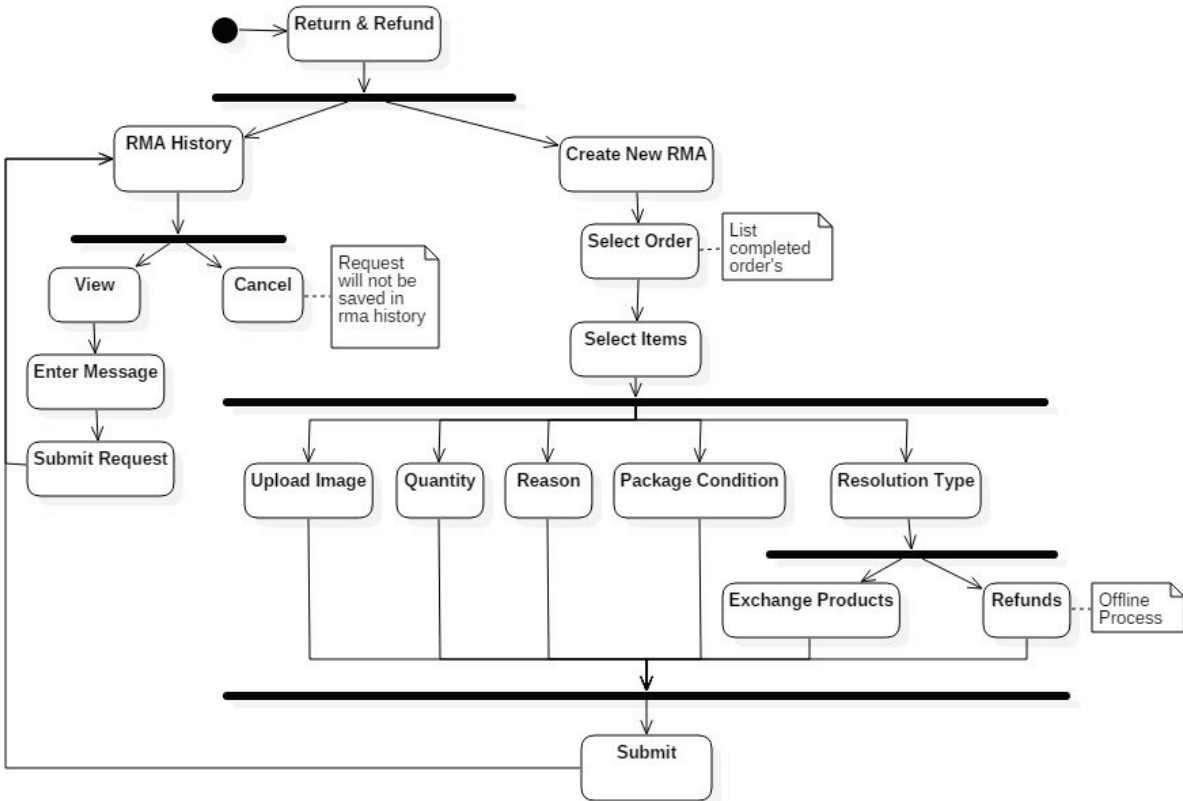 Return & Refund
RMA History
Create New RMA
Select Order
List
completed
order's
View
Cancel
Request
will not be
saved in
rma history
Select Items
Enter Message
Submit Request
Upload Image
Quantity
Reason
Package Condition
Resolution Type
Exchange Products
Refunds
Offline
Process
Submit